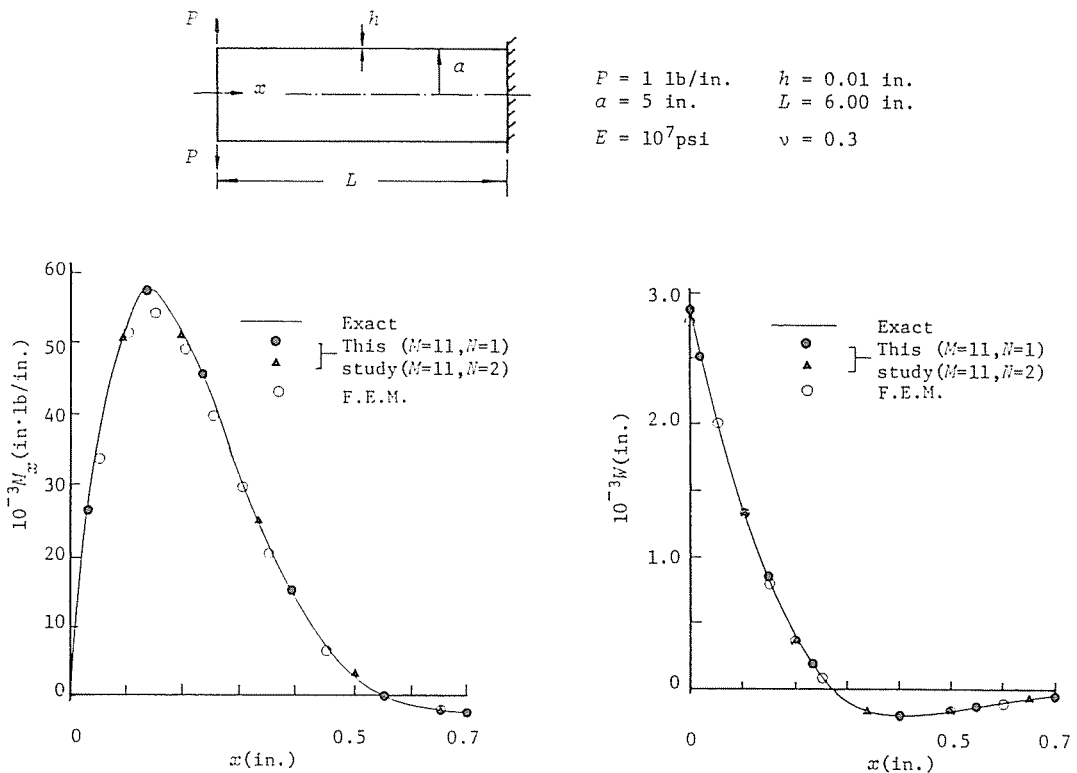 P
h
a
x
P
L
P = 1 lb/in. h = 0.01 in.
a = 5 in. L = 6.00 in.
E = 10⁷psi ν = 0.3
60
50
40
30
20
10
0
10⁻³Mₓₓ(in·lb/in.)
Exact
This (M=11,N=1)
study(M=11,N=2)
F.E.M.
0 0.5 0.7
x(in.)
3.0
2.0
1.0
0
10⁻³W(in.)
Exact
This (M=11,N=1)
study(M=11,N=2)
F.E.M.
0 0.5 0.7
x(in.)